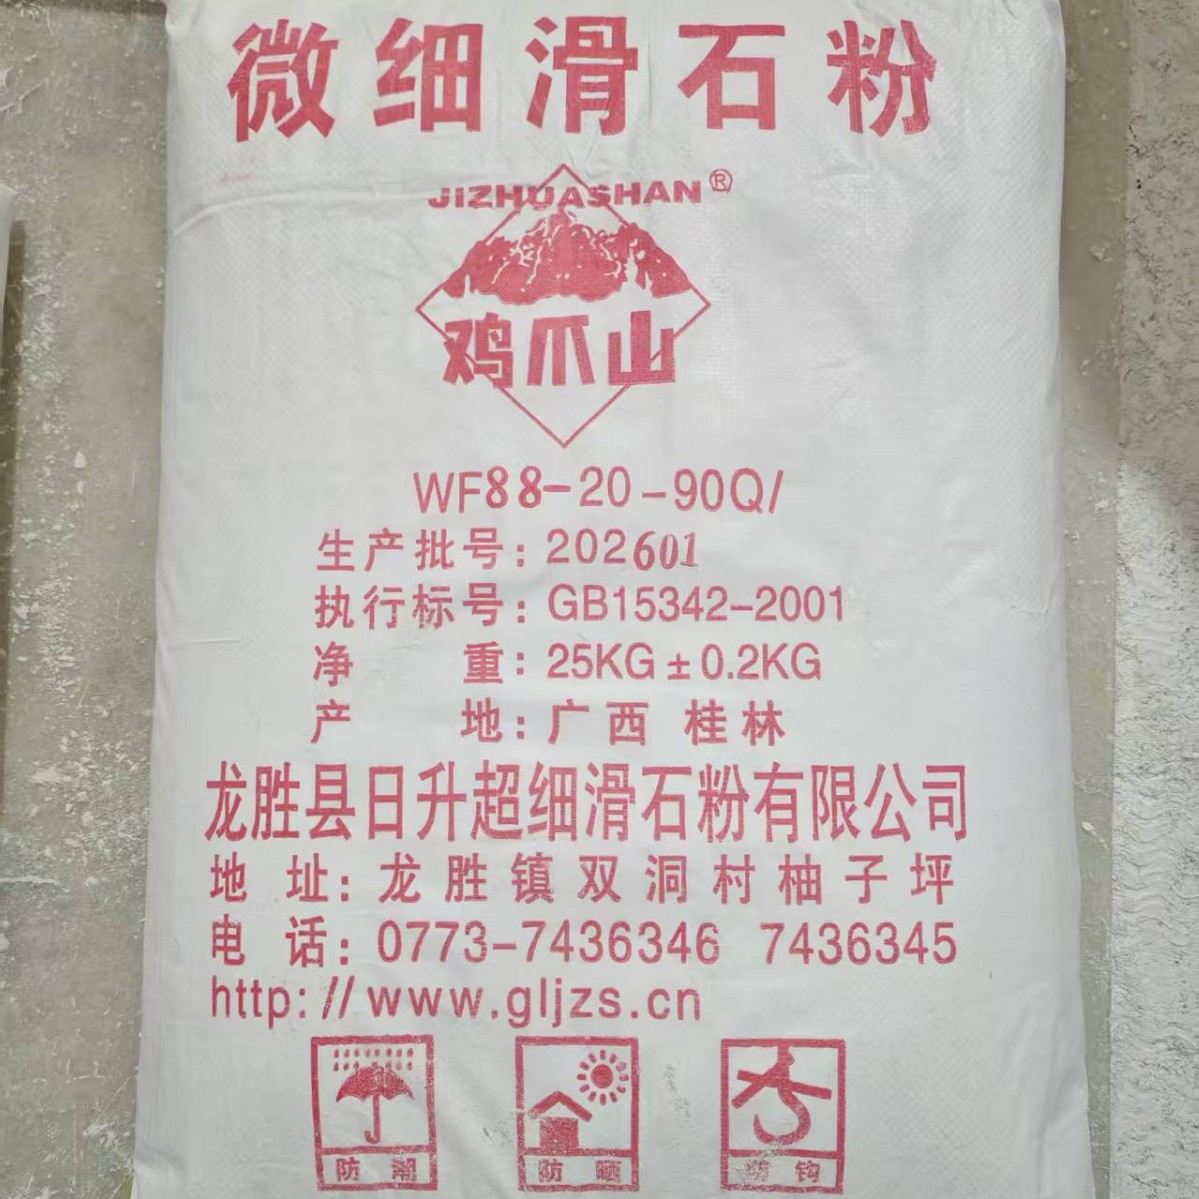 微细滑石粉
JIZHUASHAN®
鸡爪山
WF88-20-90Q/
生产批号：202601
执行标号：GB15342-2001
净重：25KG±0.2KG
产地：广西 桂林
龙胜县日升超细滑石粉有限公司
地址：龙胜镇双洞村柚子坪
电话：0773-7436346 7436345
http://www.gljzs.cn
防潮 防晒 防钩